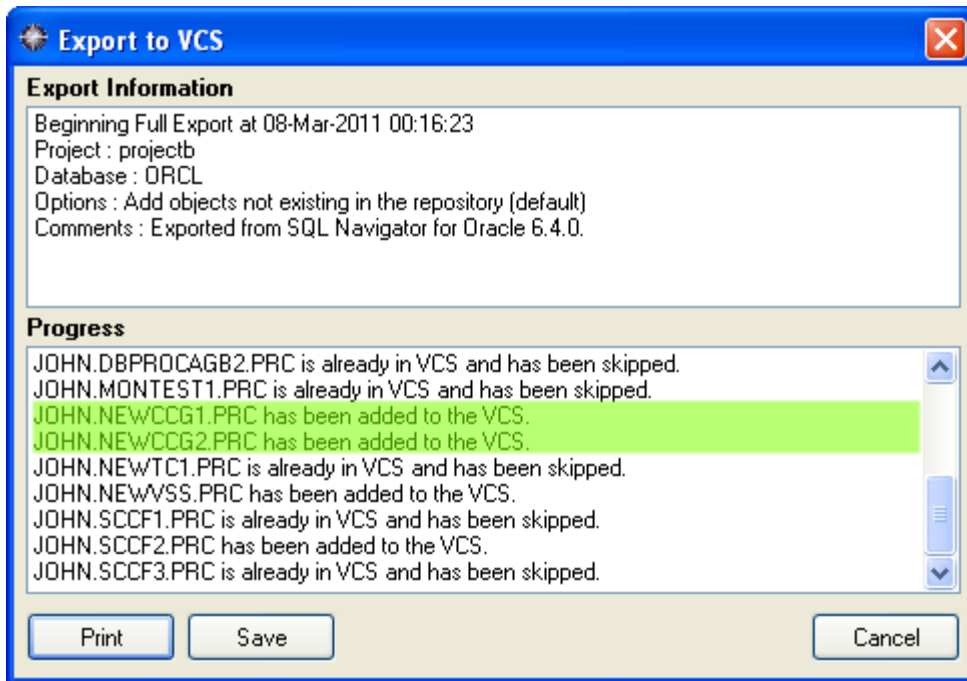 Export to VCS
Export Information
Beginning Full Export at 08-Mar-2011 00:16:23
Project : projectb
Database : ORCL
Options : Add objects not existing in the repository (default)
Comments : Exported from SQL Navigator for Oracle 6.4.0.
Progress
JOHN.DBPROCAGB2.PRC is already in VCS and has been skipped.
JOHN.MONTEST1.PRC is already in VCS and has been skipped.
JOHN.NEWCCG1.PRC has been added to the VCS.
JOHN.NEWCCG2.PRC has been added to the VCS.
JOHN.NEWTC1.PRC is already in VCS and has been skipped.
JOHN.NEWVSS.PRC has been added to the VCS.
JOHN.SCCF1.PRC is already in VCS and has been skipped.
JOHN.SCCF2.PRC has been added to the VCS.
JOHN.SCCF3.PRC is already in VCS and has been skipped.
Print Save Cancel